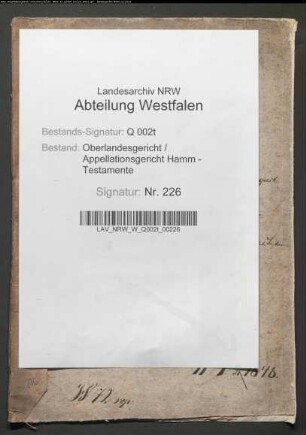 Landesarchiv NRW
Abteilung Westfalen
Bestands-Signatur: Q 002t
Bestand: Oberlandesgericht /
Appellationsgericht Hamm -
Testamente
Signatur: Nr. 226
LAV_NRW_W_Q002t_00226